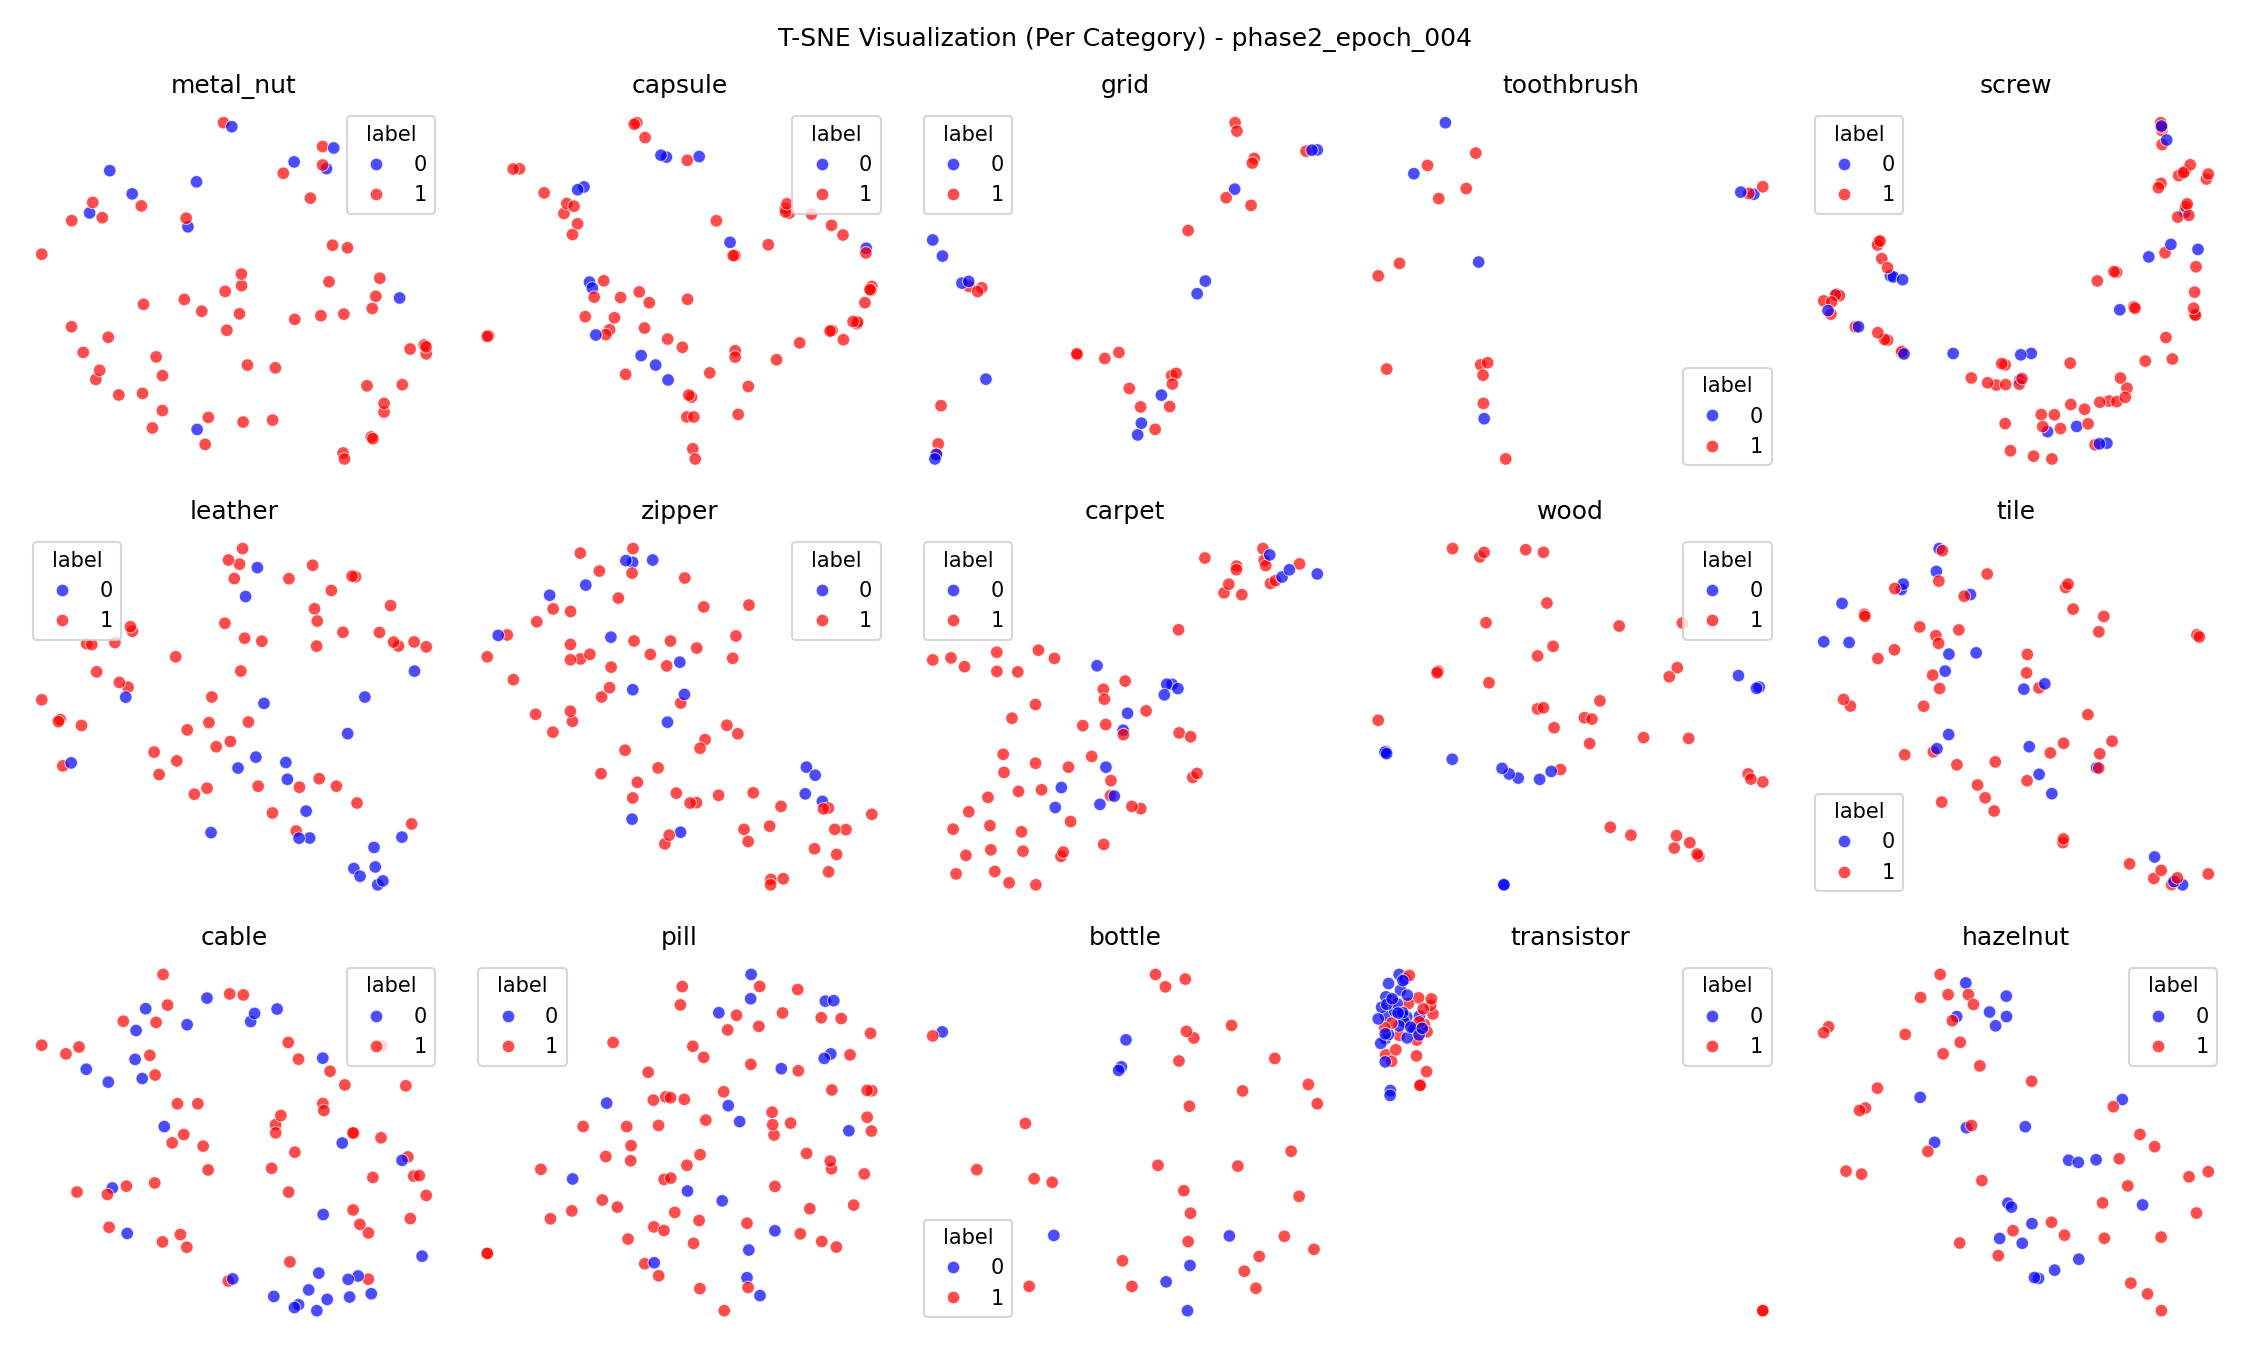 T-SNE Visualization (Per Category) - phase2_epoch_004
metal_nut
label
0
1
capsule
label
0
1
grid
label
0
1
toothbrush
label
0
1
screw
label
0
1
leather
label
0
1
zipper
label
0
1
carpet
label
0
1
wood
label
0
1
tile
label
0
1
cable
label
0
1
pill
label
0
1
bottle
label
0
1
transistor
label
0
1
hazelnut
label
0
1